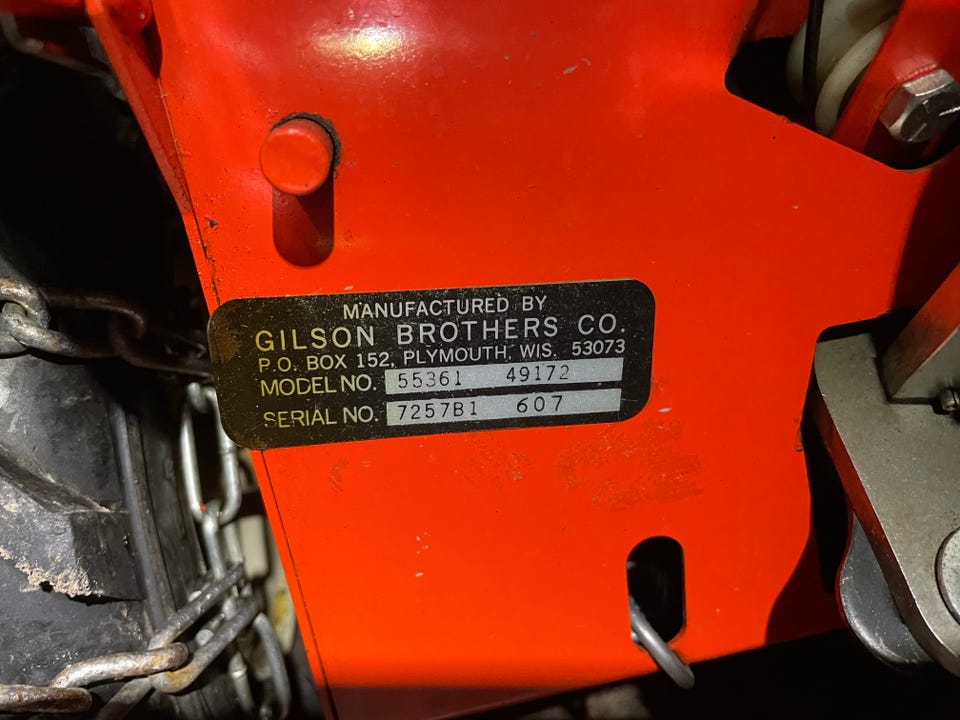 MANUFACTURED BY
GILSON BROTHERS CO.
P.O. BOX 152, PLYMOUTH, WIS. 53073
MODEL NO. 55361 49172
SERIAL NO. 7257B1 607